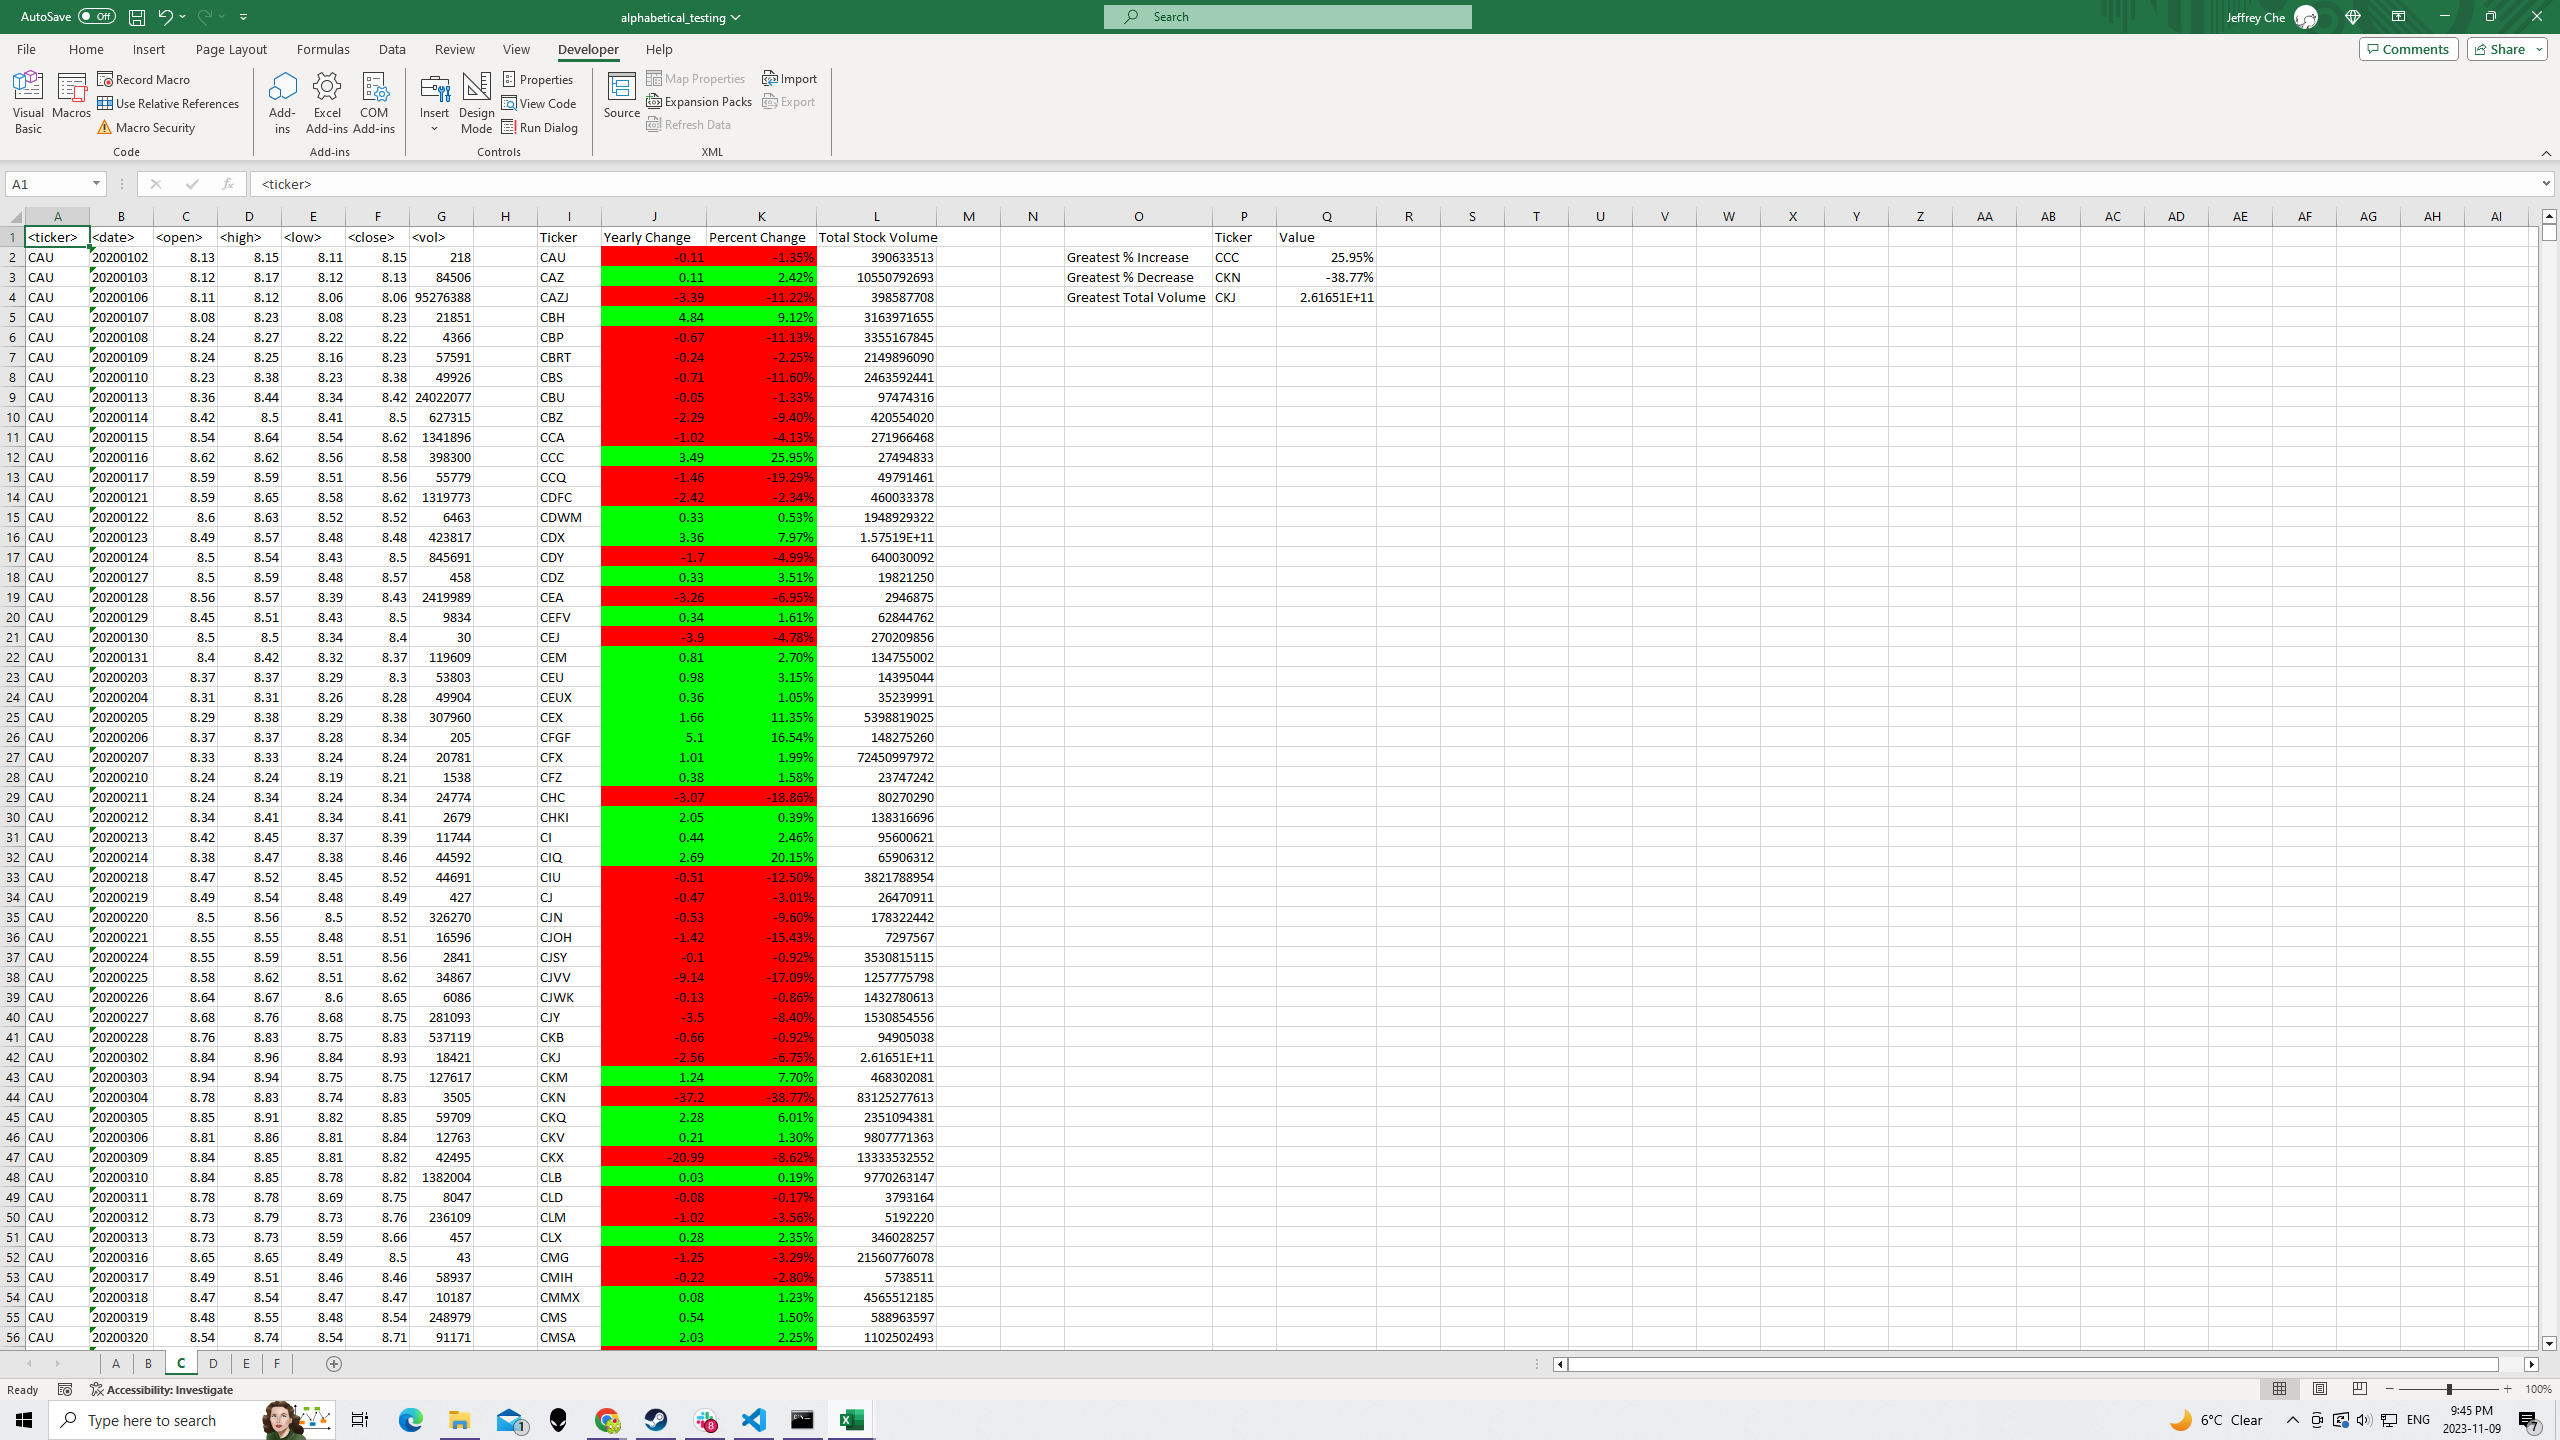 AutoSave Off alphabetical_testing Search Jeffrey Che
File Home Insert Page Layout Formulas Data Review View Developer Help Comments Share
Visual Basic Macros Record Macro Use Relative References Macro Security Add-ins Excel Add-ins COM Add-ins Insert Design Mode Properties View Code Run Dialog Source Map Properties Expansion Packs Refresh Data Import Export
Code Add-ins Controls XML
A1 fx <ticker>
A B C D E F G H I J K L M N O P Q R S T U V W X Y Z AA AB AC AD AE AF AG AH AI
1 <ticker> <date> <open> <high> <low> <close> <vol> Ticker Yearly Change Percent Change Total Stock Volume Ticker Value
2 CAU 20200102 8.13 8.15 8.11 8.15 218 CAU -0.11 -1.35% 390633513 Greatest % Increase CCC 25.95%
3 CAU 20200103 8.12 8.17 8.12 8.13 84506 CAZ 0.11 2.42% 10550792693 Greatest % Decrease CKN -38.77%
4 CAU 20200106 8.11 8.12 8.06 8.06 95276388 CAZJ -3.39 -11.22% 398587708 Greatest Total Volume CKJ 2.61651E+11
5 CAU 20200107 8.08 8.23 8.08 8.23 21851 CBH 4.84 9.12% 3163971655
6 CAU 20200108 8.24 8.27 8.22 8.22 4366 CBP -0.67 -11.13% 3355167845
7 CAU 20200109 8.24 8.25 8.16 8.23 57591 CBRT -0.24 -2.25% 2149896090
8 CAU 20200110 8.23 8.38 8.23 8.38 49926 CBS -0.71 -11.60% 2463592441
9 CAU 20200113 8.36 8.44 8.34 8.42 24022077 CBU -0.05 -1.33% 97474316
10 CAU 20200114 8.42 8.5 8.41 8.5 627315 CBZ -2.29 -9.40% 420554020
11 CAU 20200115 8.54 8.64 8.54 8.62 1341896 CCA -1.02 -4.13% 271966468
12 CAU 20200116 8.62 8.62 8.56 8.58 398300 CCC 3.49 25.95% 27494833
13 CAU 20200117 8.59 8.59 8.51 8.56 55779 CCQ -1.46 -19.29% 49791461
14 CAU 20200121 8.59 8.65 8.58 8.62 1319773 CDFC -2.42 -2.34% 460033378
15 CAU 20200122 8.6 8.63 8.52 8.52 6463 CDWM 0.33 0.53% 1948929322
16 CAU 20200123 8.49 8.57 8.48 8.48 423817 CDX 3.36 7.97% 1.57519E+11
17 CAU 20200124 8.5 8.54 8.43 8.5 845691 CDY -1.7 -4.99% 640030092
18 CAU 20200127 8.5 8.59 8.48 8.57 458 CDZ 0.33 3.51% 19821250
19 CAU 20200128 8.56 8.57 8.39 8.43 2419989 CEA -3.26 -6.95% 2946875
20 CAU 20200129 8.45 8.51 8.43 8.5 9834 CEFV 0.34 1.61% 62844762
21 CAU 20200130 8.5 8.5 8.34 8.4 30 CEJ -3.9 -4.78% 270209856
22 CAU 20200131 8.4 8.42 8.32 8.37 119609 CEM 0.81 2.70% 134755002
23 CAU 20200203 8.37 8.37 8.29 8.3 53803 CEU 0.98 3.15% 14395044
24 CAU 20200204 8.31 8.31 8.26 8.28 49904 CEUX 0.36 1.05% 35239991
25 CAU 20200205 8.29 8.38 8.29 8.38 307960 CEX 1.66 11.35% 5398819025
26 CAU 20200206 8.37 8.37 8.28 8.34 205 CFGF 5.1 16.54% 148275260
27 CAU 20200207 8.33 8.33 8.24 8.24 20781 CFX 1.01 1.99% 72450997972
28 CAU 20200210 8.24 8.24 8.19 8.21 1538 CFZ 0.38 1.58% 23747242
29 CAU 20200211 8.24 8.34 8.24 8.34 24774 CHC -3.07 -18.86% 80270290
30 CAU 20200212 8.34 8.41 8.34 8.41 2679 CHKI 2.05 0.39% 138316696
31 CAU 20200213 8.42 8.45 8.37 8.39 11744 CI 0.44 2.46% 95600621
32 CAU 20200214 8.38 8.47 8.38 8.46 44592 CIQ 2.69 20.15% 65906312
33 CAU 20200218 8.47 8.52 8.45 8.52 44691 CIU -0.51 -12.50% 3821788954
34 CAU 20200219 8.49 8.54 8.48 8.49 427 CJ -0.47 -3.01% 26470911
35 CAU 20200220 8.5 8.56 8.5 8.52 326270 CJN -0.53 -9.60% 178322442
36 CAU 20200221 8.55 8.55 8.48 8.51 16596 CJOH -1.42 -15.43% 7297567
37 CAU 20200224 8.55 8.59 8.51 8.56 2841 CJSY -0.1 -0.92% 3530815115
38 CAU 20200225 8.58 8.62 8.51 8.62 34867 CJVV -9.14 -17.09% 1257775798
39 CAU 20200226 8.64 8.67 8.6 8.65 6086 CJWK -0.13 -0.86% 1432780613
40 CAU 20200227 8.68 8.76 8.68 8.75 281093 CJY -3.5 -8.40% 1530854556
41 CAU 20200228 8.76 8.83 8.75 8.83 537119 CKB -0.66 -0.92% 94905038
42 CAU 20200302 8.84 8.96 8.84 8.93 18421 CKJ -2.56 -6.75% 2.61651E+11
43 CAU 20200303 8.94 8.94 8.75 8.75 127617 CKM 1.24 7.70% 468302081
44 CAU 20200304 8.78 8.83 8.74 8.83 3505 CKN -37.2 -38.77% 83125277613
45 CAU 20200305 8.85 8.91 8.82 8.85 59709 CKQ 2.28 6.01% 2351094381
46 CAU 20200306 8.81 8.86 8.81 8.84 12763 CKV 0.21 1.30% 9807771363
47 CAU 20200309 8.84 8.85 8.81 8.82 42495 CKX -20.99 -8.62% 13333532552
48 CAU 20200310 8.84 8.85 8.78 8.82 1382004 CLB 0.03 0.19% 9770263147
49 CAU 20200311 8.78 8.78 8.69 8.75 8047 CLD -0.08 -0.17% 3793164
50 CAU 20200312 8.73 8.79 8.73 8.76 236109 CLM -1.02 -3.56% 5192220
51 CAU 20200313 8.73 8.73 8.59 8.66 457 CLX 0.28 2.35% 346028257
52 CAU 20200316 8.65 8.65 8.49 8.5 43 CMG -1.25 -3.29% 21560776078
53 CAU 20200317 8.49 8.51 8.46 8.46 58937 CMIH -0.22 -2.80% 5738511
54 CAU 20200318 8.47 8.54 8.47 8.47 10187 CMMX 0.08 1.23% 4565512185
55 CAU 20200319 8.48 8.55 8.48 8.54 248979 CMS 0.54 1.50% 588963597
56 CAU 20200320 8.54 8.74 8.54 8.71 91171 CMSA 2.03 2.25% 1102502493
A B C D E F
Ready Accessibility: Investigate 100%
Type here to search 1 8 6°C Clear ENG 9:45 PM 7
2023-11-09